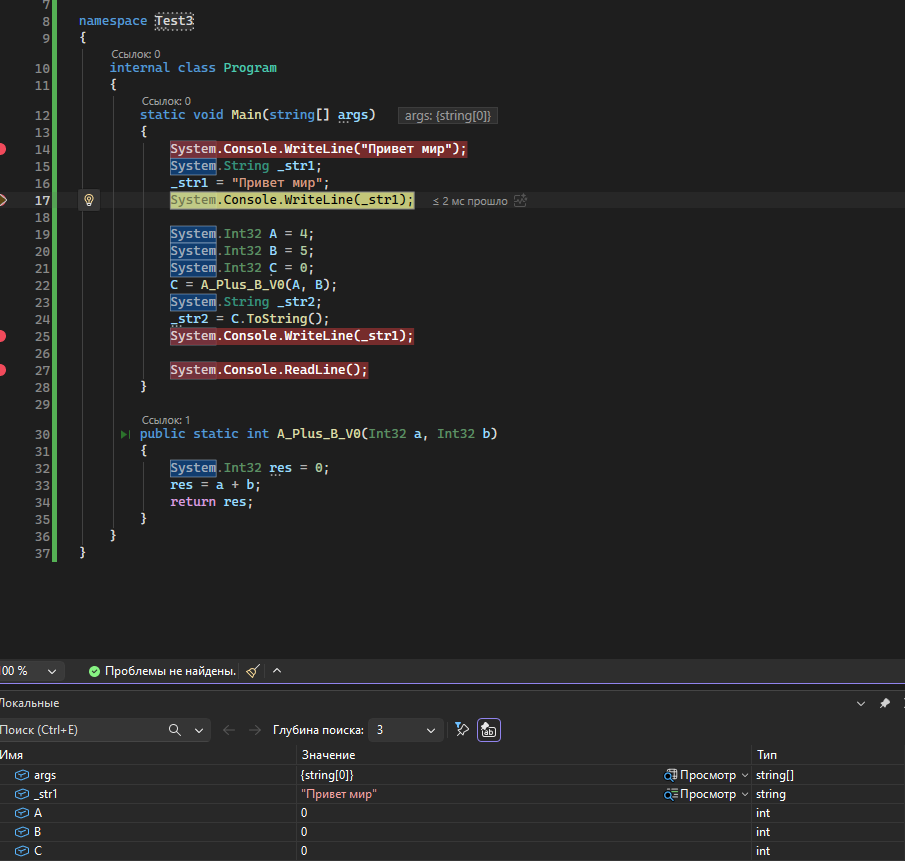 7
8 namespace Test3
9 {
Ссылок: 0
10 internal class Program
11 {
Ссылок: 0
12 static void Main(string[] args) args: {string[0]}
13 {
14 System.Console.WriteLine("Привет мир");
15 System.String _str1;
16 _str1 = "Привет мир";
17 System.Console.WriteLine(_str1); ≤ 2 мс прошло
18
19 System.Int32 A = 4;
20 System.Int32 B = 5;
21 System.Int32 C = 0;
22 C = A_Plus_B_V0(A, B);
23 System.String _str2;
24 _str2 = C.ToString();
25 System.Console.WriteLine(_str1);
26
27 System.Console.ReadLine();
28 }
29
Ссылок: 1
30 public static int A_Plus_B_V0(Int32 a, Int32 b)
31 {
32 System.Int32 res = 0;
33 res = a + b;
34 return res;
35 }
36 }
37 }
00 % Проблемы не найдены.
Локальные
Поиск (Ctrl+E) Глубина поиска: 3
Имя Значение Тип
args {string[0]} Просмотр string[]
_str1 "Привет мир" Просмотр string
A 0 int
B 0 int
C 0 int